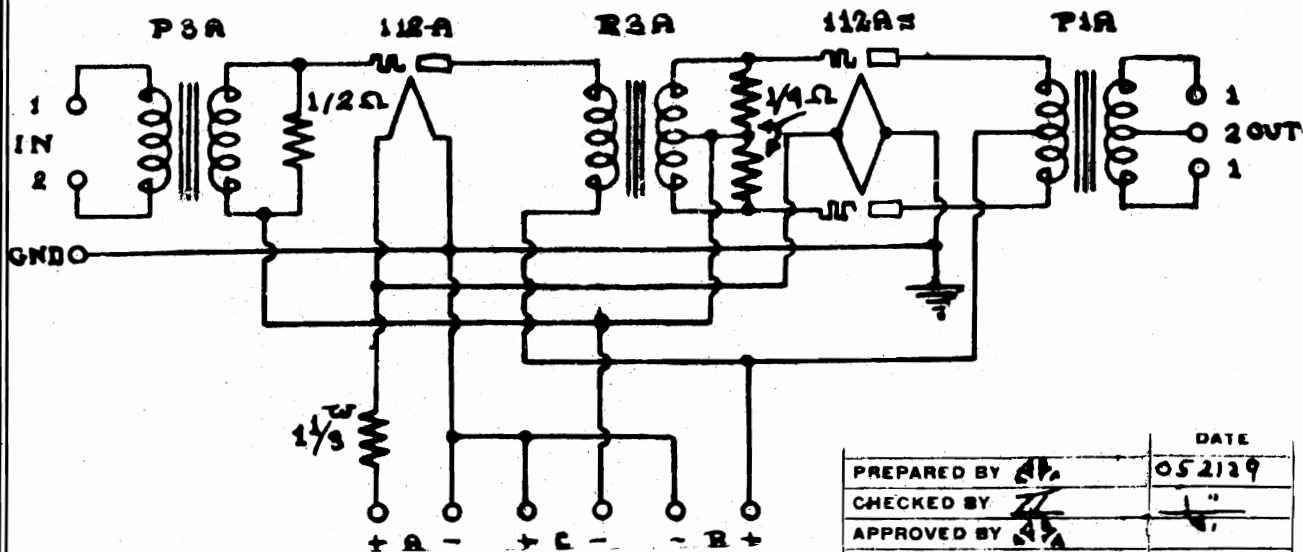 P3A 112-A R3A 112As P1A
1/2Ω 1/4Ω
1 1
IN 2 OUT
2 1
GND
1 1/3 ω
+ A - + C - - B +
DATE
PREPARED BY 052129
CHECKED BY "
APPROVED BY